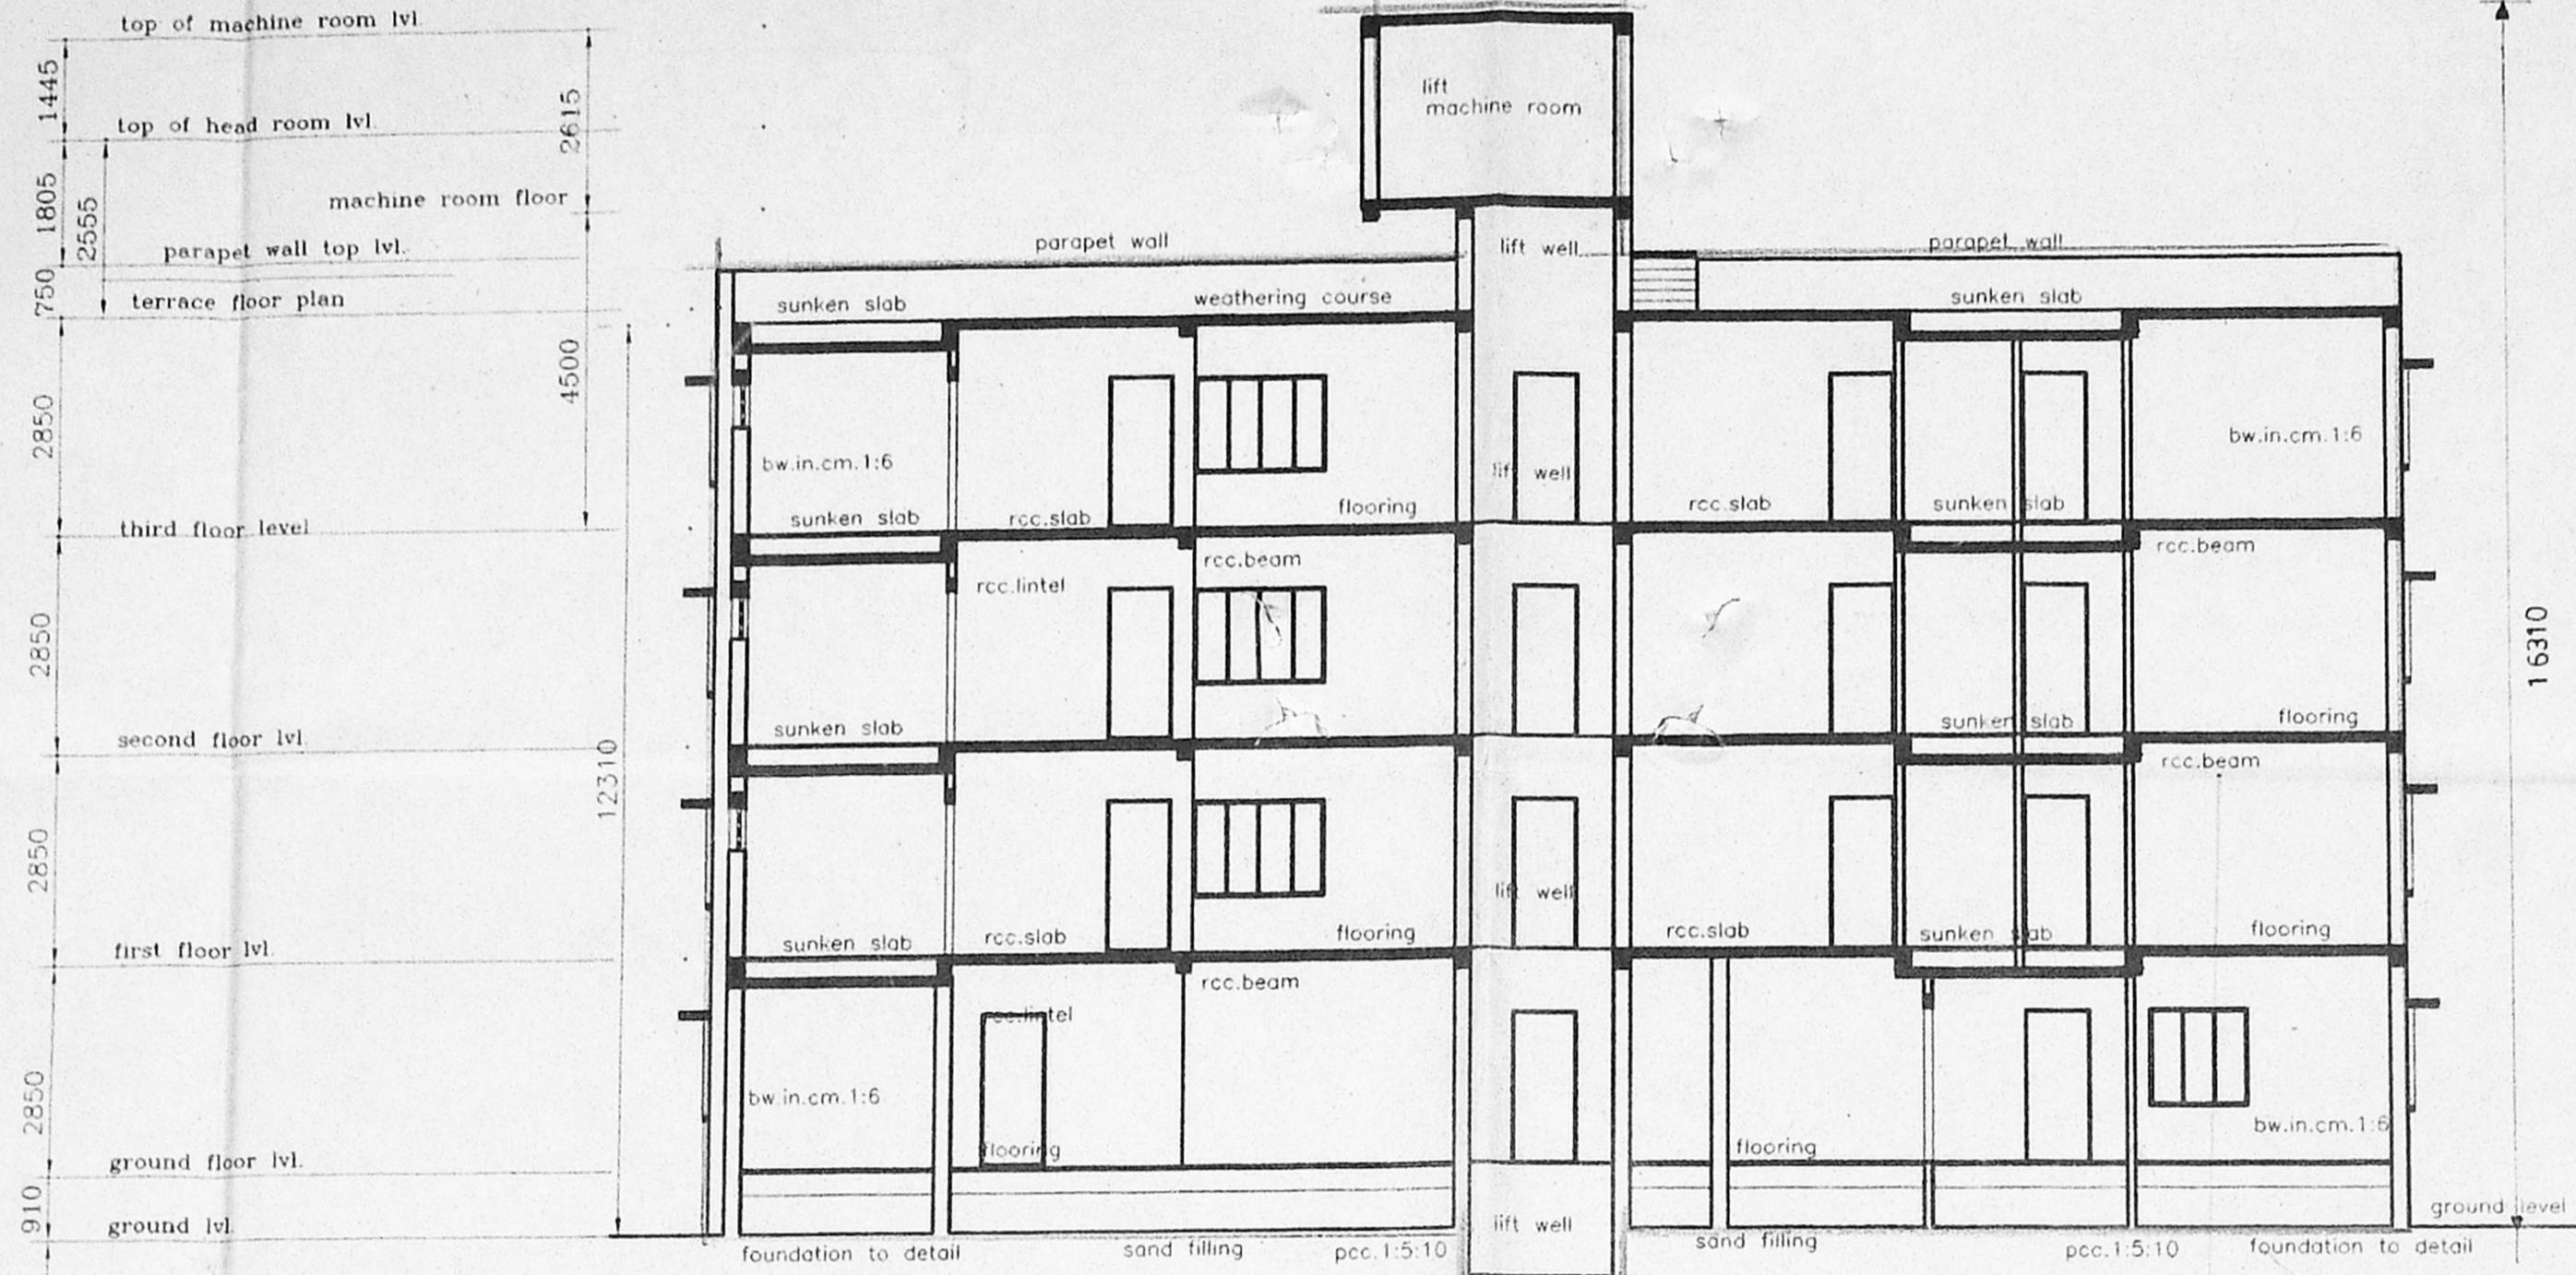 top of machine room lvl.
1445
2615
lift
machine room
top of head room lvl.
machine room floor
1805
2555
parapet wall
lift well
parapet wall
parapet wall top lvl.
750
terrace floor plan
sunken slab
weathering course
sunken slab
4500
2850
bw.in.cm.1:6
lift well
bw.in.cm.1:6
sunken slab
rcc.slab
flooring
rcc.slab
sunken slab
third floor level
rcc.beam
rcc.beam
rcc.lintel
2850
16310
sunken slab
sunken slab
flooring
second floor lvl.
12310
rcc.beam
2850
lift well
sunken slab
rcc.slab
flooring
rcc.slab
sunken slab
flooring
first floor lvl.
rcc.beam
rcc.lintel
2850
bw.in.cm.1:6
bw.in.cm.1:6
flooring
flooring
ground floor lvl.
910
ground level
ground lvl.
lift well
foundation to detail
sand filling
pcc.1:5:10
sand filling
pcc.1:5:10
foundation to detail